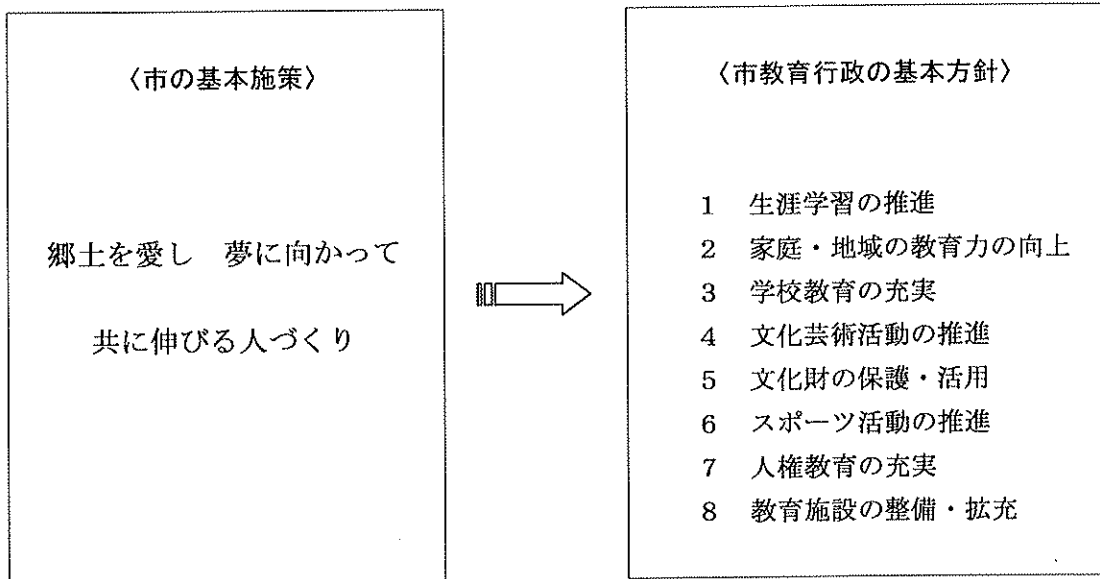 〈市の基本施策〉
郷土を愛し　夢に向かって
共に伸びる人づくり
〈市教育行政の基本方針〉
1　生涯学習の推進
2　家庭・地域の教育力の向上
3　学校教育の充実
4　文化芸術活動の推進
5　文化財の保護・活用
6　スポーツ活動の推進
7　人権教育の充実
8　教育施設の整備・拡充